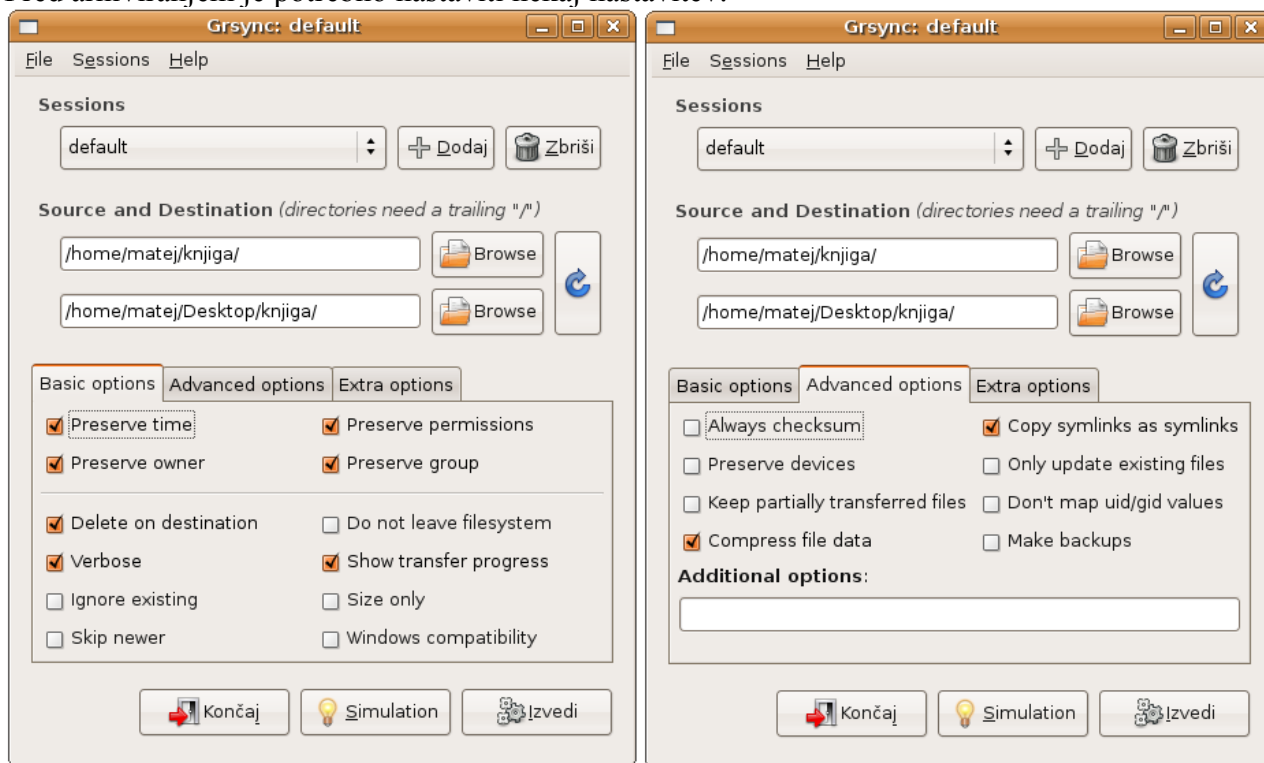 Grsync: default
File Sessions Help
Sessions
default Dodaj Zbriši
Source and Destination (directories need a trailing "/")
/home/matej/knjiga/ Browse
/home/matej/Desktop/knjiga/ Browse
Basic options Advanced options Extra options
Preserve time Preserve permissions
Preserve owner Preserve group
Delete on destination Do not leave filesystem
Verbose Show transfer progress
Ignore existing Size only
Skip newer Windows compatibility
Končaj Simulation Izvedi
Grsync: default
File Sessions Help
Sessions
default Dodaj Zbriši
Source and Destination (directories need a trailing "/")
/home/matej/knjiga/ Browse
/home/matej/Desktop/knjiga/ Browse
Basic options Advanced options Extra options
Always checksum Copy symlinks as symlinks
Preserve devices Only update existing files
Keep partially transferred files Don't map uid/gid values
Compress file data Make backups
Additional options:
Končaj Simulation Izvedi